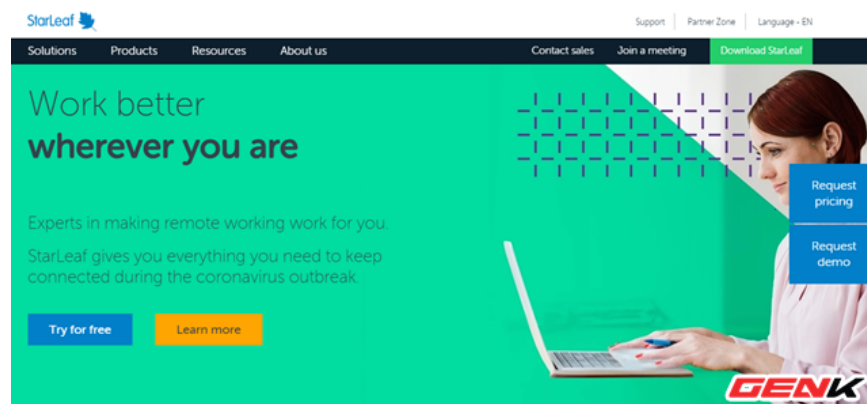 StarLeaf
Support
Partner Zone
Language - EN
Solutions
Products
Resources
About us
Contact sales
Join a meeting
Download StarLeaf
Work better
wherever you are
Request
pricing
Experts in making remote working work for you.
StarLeaf gives you everything you need to keep
connected during the coronavirus outbreak.
Request
demo
Try for free
Learn more
GENK